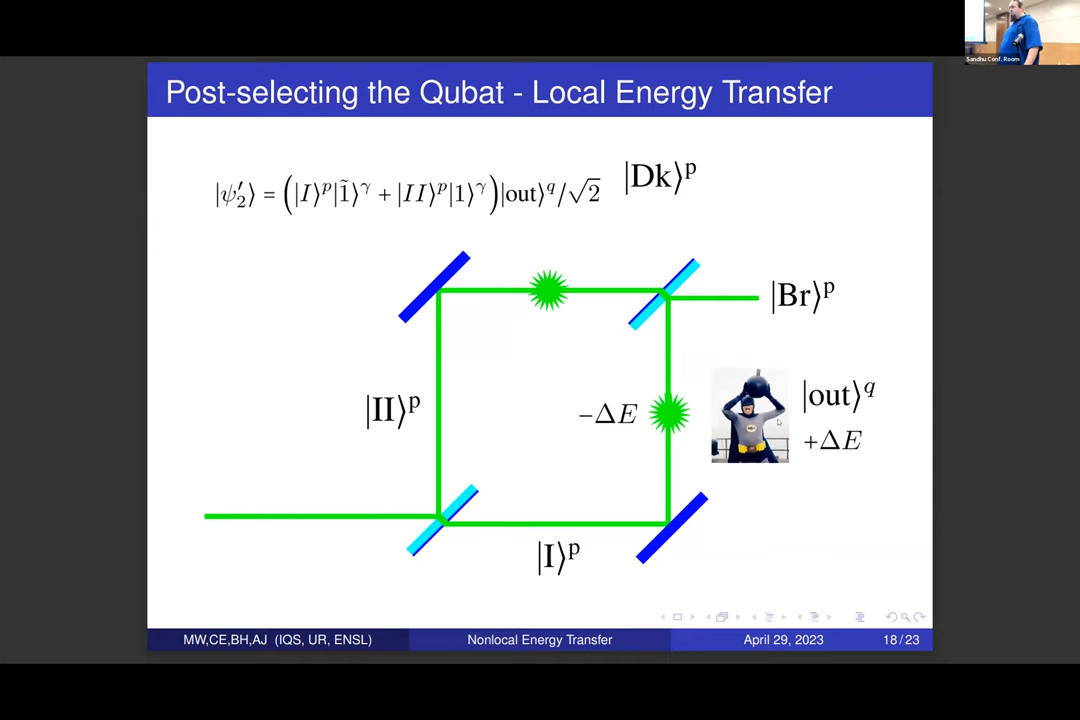 Sandhu Conf. Room
Post-selecting the Qubat - Local Energy Transfer
|ψ′₂⟩ = (|I⟩ᵖ|1̃⟩ᵞ + |II⟩ᵖ|1⟩ᵞ)|out⟩^q/√2
|Dk⟩ᵖ
|Br⟩ᵖ
|II⟩ᵖ
−ΔE
|out⟩^q
+ΔE
|I⟩ᵖ
MW,CE,BH,AJ (IQS, UR, ENSL) Nonlocal Energy Transfer April 29, 2023 18/23